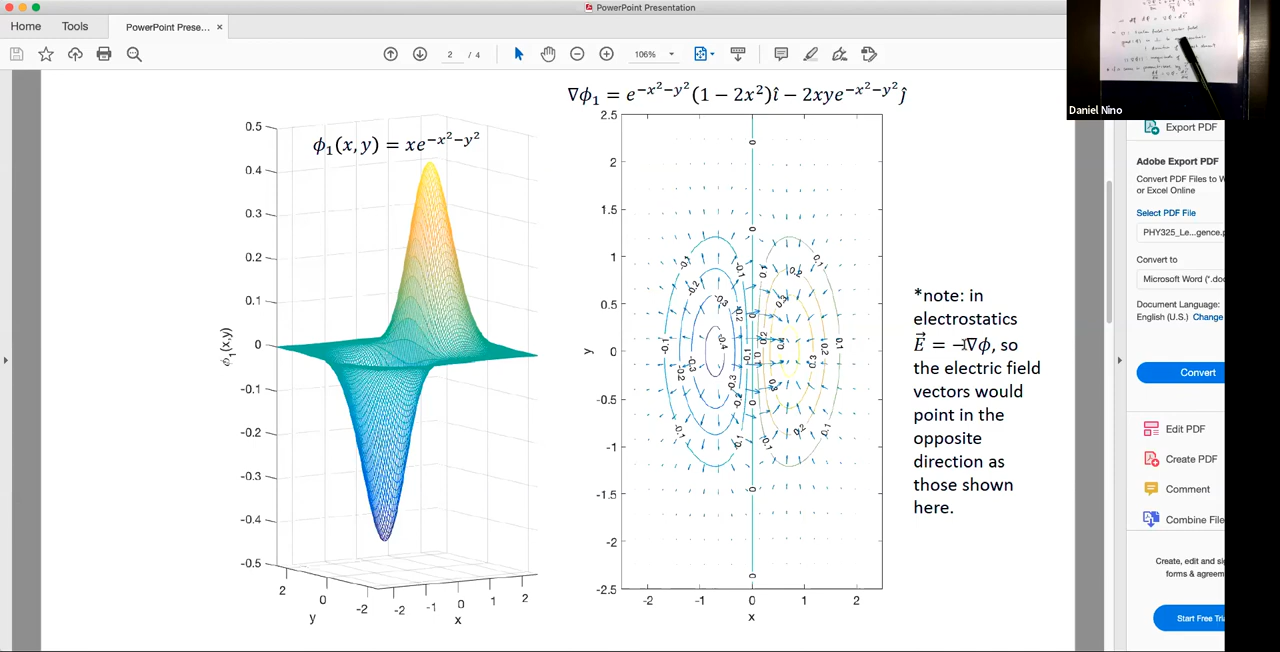 PowerPoint Presentation
Home
Tools
PowerPoint Prese...
×
2 / 4
106%
Daniel Nino
ϕ₁(x,y) = xe^{−x²−y²}
0.5
0.4
0.3
0.2
0.1
0
-0.1
-0.2
-0.3
-0.4
-0.5
ϕ₁(x,y)
2
0
-2
y
-2
-1
0
1
2
x
∇ϕ₁ = e^{−x²−y²}(1 − 2x²)î − 2xye^{−x²−y²}ĵ
2.5
2
1.5
1
0.5
0
-0.5
-1
-1.5
-2
-2.5
y
-2
-1
0
1
2
x
*note: in
electrostatics
E⃗ = −∇ϕ, so
the electric field
vectors would
point in the
opposite
direction as
those shown
here.
Export PDF
Adobe Export PDF
Convert PDF Files to W
or Excel Online
Select PDF File
PHY325_Le...gence.p
Convert to
Microsoft Word (*.doc
Document Language:
English (U.S.) Change
Convert
Edit PDF
Create PDF
Comment
Combine File
Create, edit and si
forms & agreem
Start Free Tria